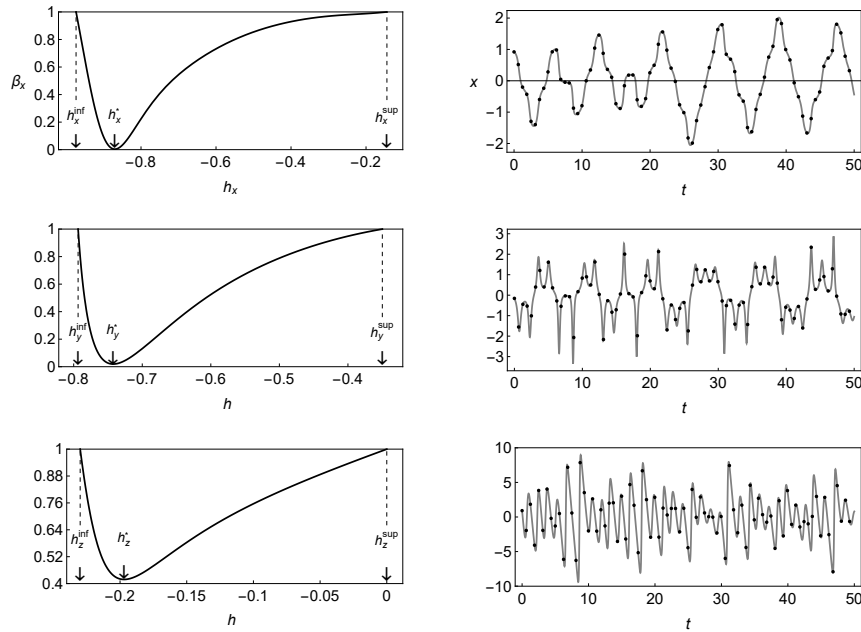 1
0.8
0.6
βx
0.4
0.2
0
h_x^inf
h_x^*
h_x^sup
−0.8 −0.6 −0.4 −0.2
h_x
2
1
x 0
−1
−2
0 10 20 30 40 50
t
1
0.8
0.6
0.4
0.2
0
h_y^inf
h_y^*
h_y^sup
−0.8 −0.7 −0.6 −0.5 −0.4
h
3
2
1
0
−1
−2
−3
0 10 20 30 40 50
t
1
0.88
0.76
0.64
0.52
0.4
h_z^inf
h_z^*
h_z^sup
−0.2 −0.15 −0.1 −0.05 0
h
10
5
0
−5
−10
0 10 20 30 40 50
t